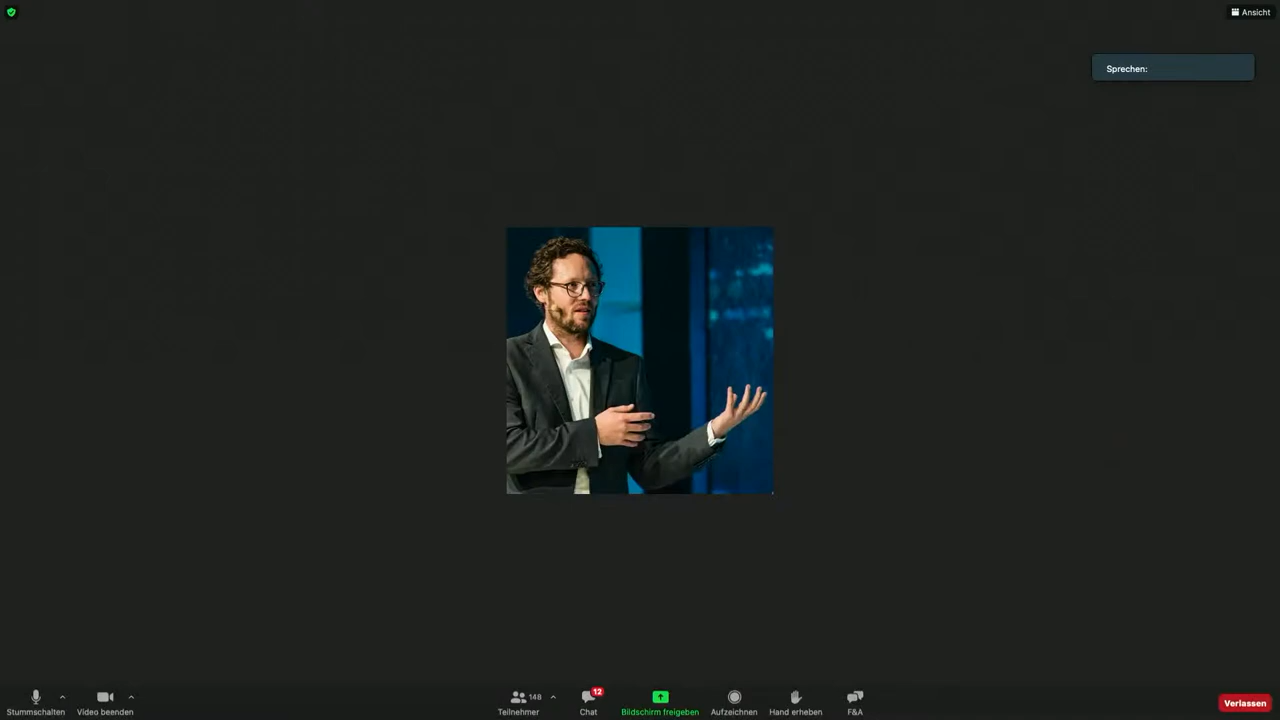 Ansicht
Sprechen:
148
12
Stummschalten
Video beenden
Teilnehmer
Chat
Bildschirm freigeben
Aufzeichnen
Hand erheben
F&A
Verlassen